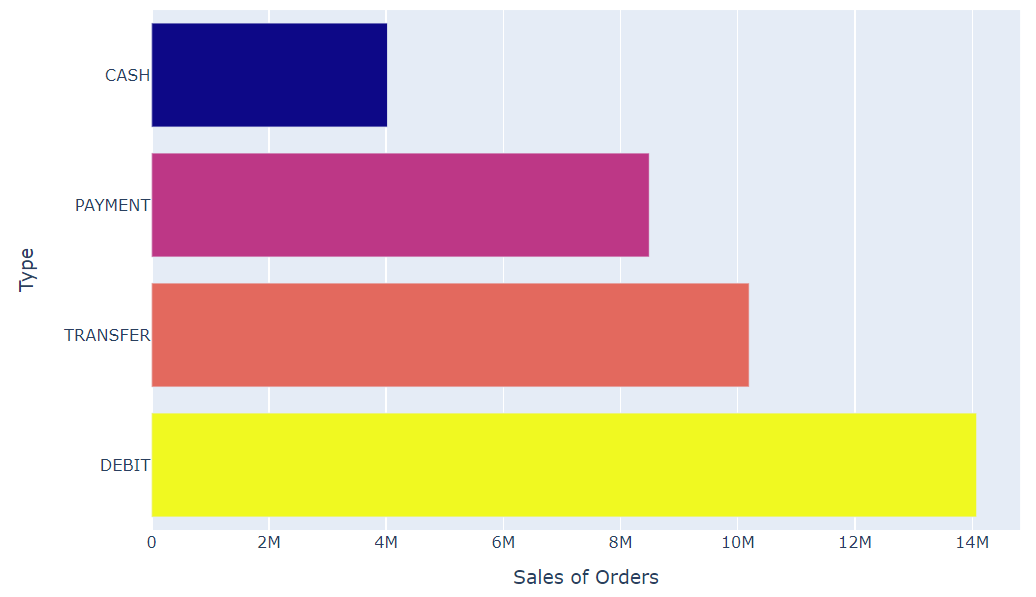 CASH
PAYMENT
TRANSFER
DEBIT
Type
0 2M 4M 6M 8M 10M 12M 14M
Sales of Orders